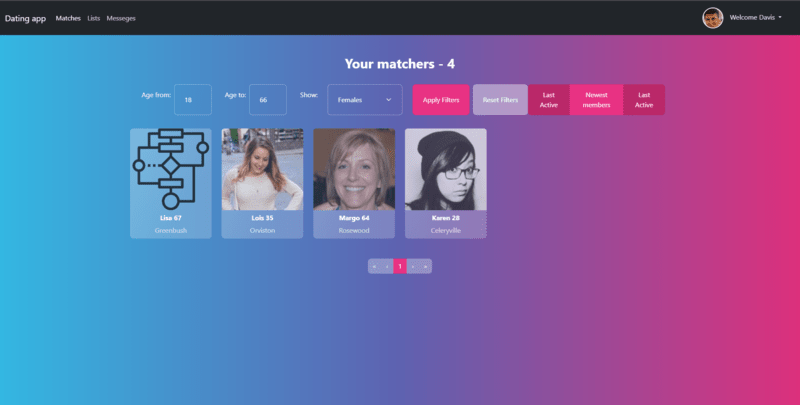 Dating app Matches Lists Messeges Welcome Davis
Your matchers - 4
Age from: 18 Age to: 66 Show: Females Apply Filters Reset Filters
Last
Active
Newest
members
Last
Active
Lisa 67
Greenbush
Lois 35
Orviston
Margo 64
Rosewood
Karen 28
Celeryville
« ‹ 1 › »